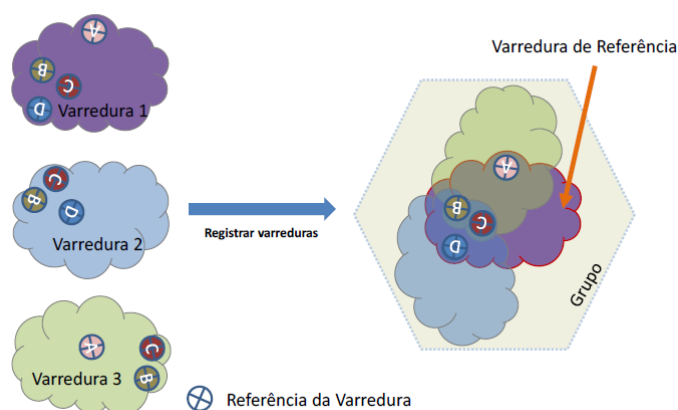 A
B
C
D
Varredura 1
C
B
D
Varredura 2
A
C
B
Varredura 3
Registrar varreduras
Varredura de Referência
A
B
C
D
Grupo
Referência da Varredura